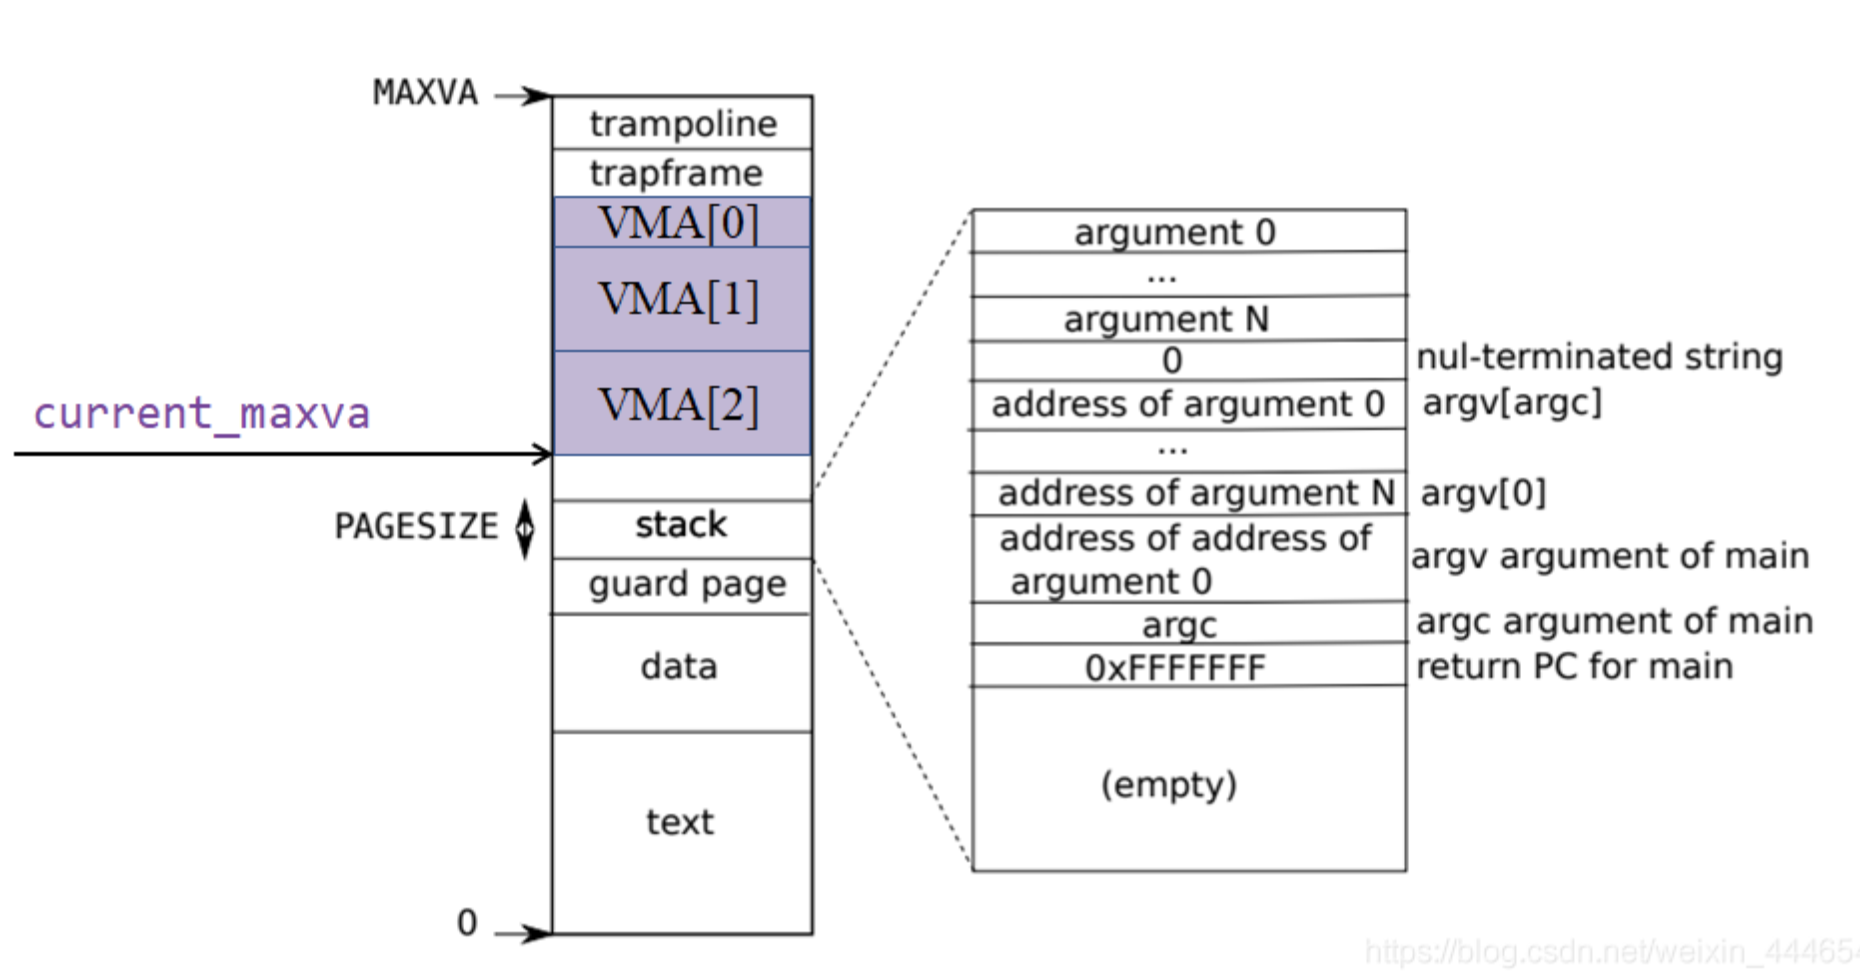 MAXVA
trampoline
trapframe
VMA[0]
VMA[1]
VMA[2]
current_maxva
PAGESIZE
stack
guard page
data
text
0
argument 0
...
argument N
0
nul-terminated string
address of argument 0
argv[argc]
...
address of argument N
argv[0]
address of address of
argument 0
argv argument of main
argc
argc argument of main
0xFFFFFFF
return PC for main
(empty)
https://blog.csdn.net/weixin_444654